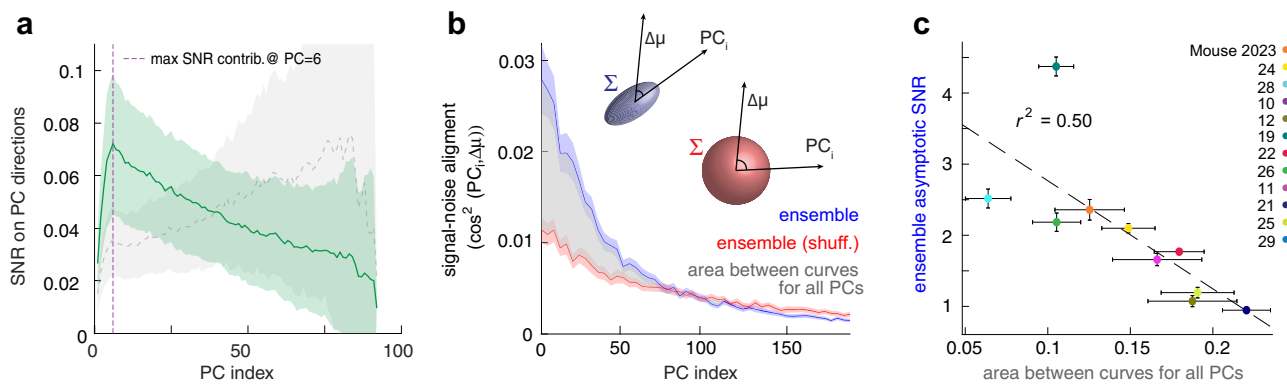 a
SNR on PC directions
0.1
0.08
0.06
0.04
0.02
0
max SNR contrib.@ PC=6
0
50
100
PC index
b
signal-noise aligment
(cos² (PCᵢ,Δμ))
0.03
0.02
0.01
0
Δμ
PCᵢ
Σ
Δμ
PCᵢ
Σ
ensemble
ensemble (shuff.)
area between curves
for all PCs
0
50
100
150
PC index
c
ensemble asymptotic SNR
4
3
2
1
r² = 0.50
Mouse 2023
24
28
10
12
19
22
26
11
21
25
29
0.05
0.1
0.15
0.2
area between curves for all PCs